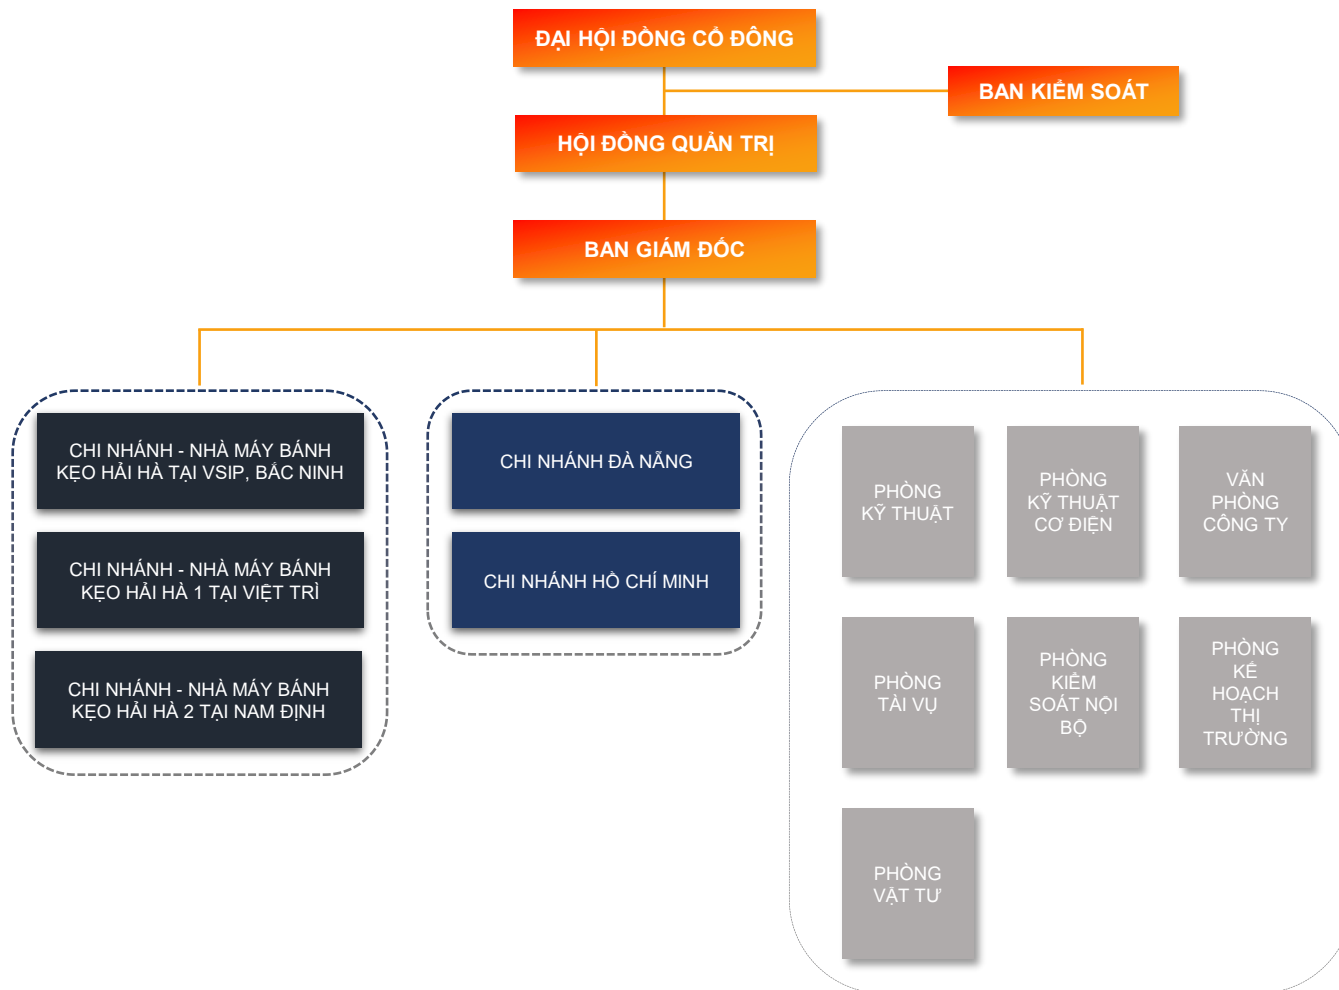 ĐẠI HỘI ĐỒNG CỔ ĐÔNG
BAN KIỂM SOÁT
HỘI ĐỒNG QUẢN TRỊ
BAN GIÁM ĐỐC
CHI NHÁNH - NHÀ MÁY BÁNH
KẸO HẢI HÀ TẠI VSIP, BẮC NINH
CHI NHÁNH - NHÀ MÁY BÁNH
KẸO HẢI HÀ 1 TẠI VIỆT TRÌ
CHI NHÁNH - NHÀ MÁY BÁNH
KẸO HẢI HÀ 2 TẠI NAM ĐỊNH
CHI NHÁNH ĐÀ NẴNG
CHI NHÁNH HỒ CHÍ MINH
PHÒNG
KỸ THUẬT
PHÒNG
KỸ THUẬT
CƠ ĐIỆN
VĂN
PHÒNG
CÔNG TY
PHÒNG
TÀI VỤ
PHÒNG
KIỂM
SOÁT NỘI
BỘ
PHÒNG
KẾ
HOẠCH
THỊ
TRƯỜNG
PHÒNG
VẬT TƯ